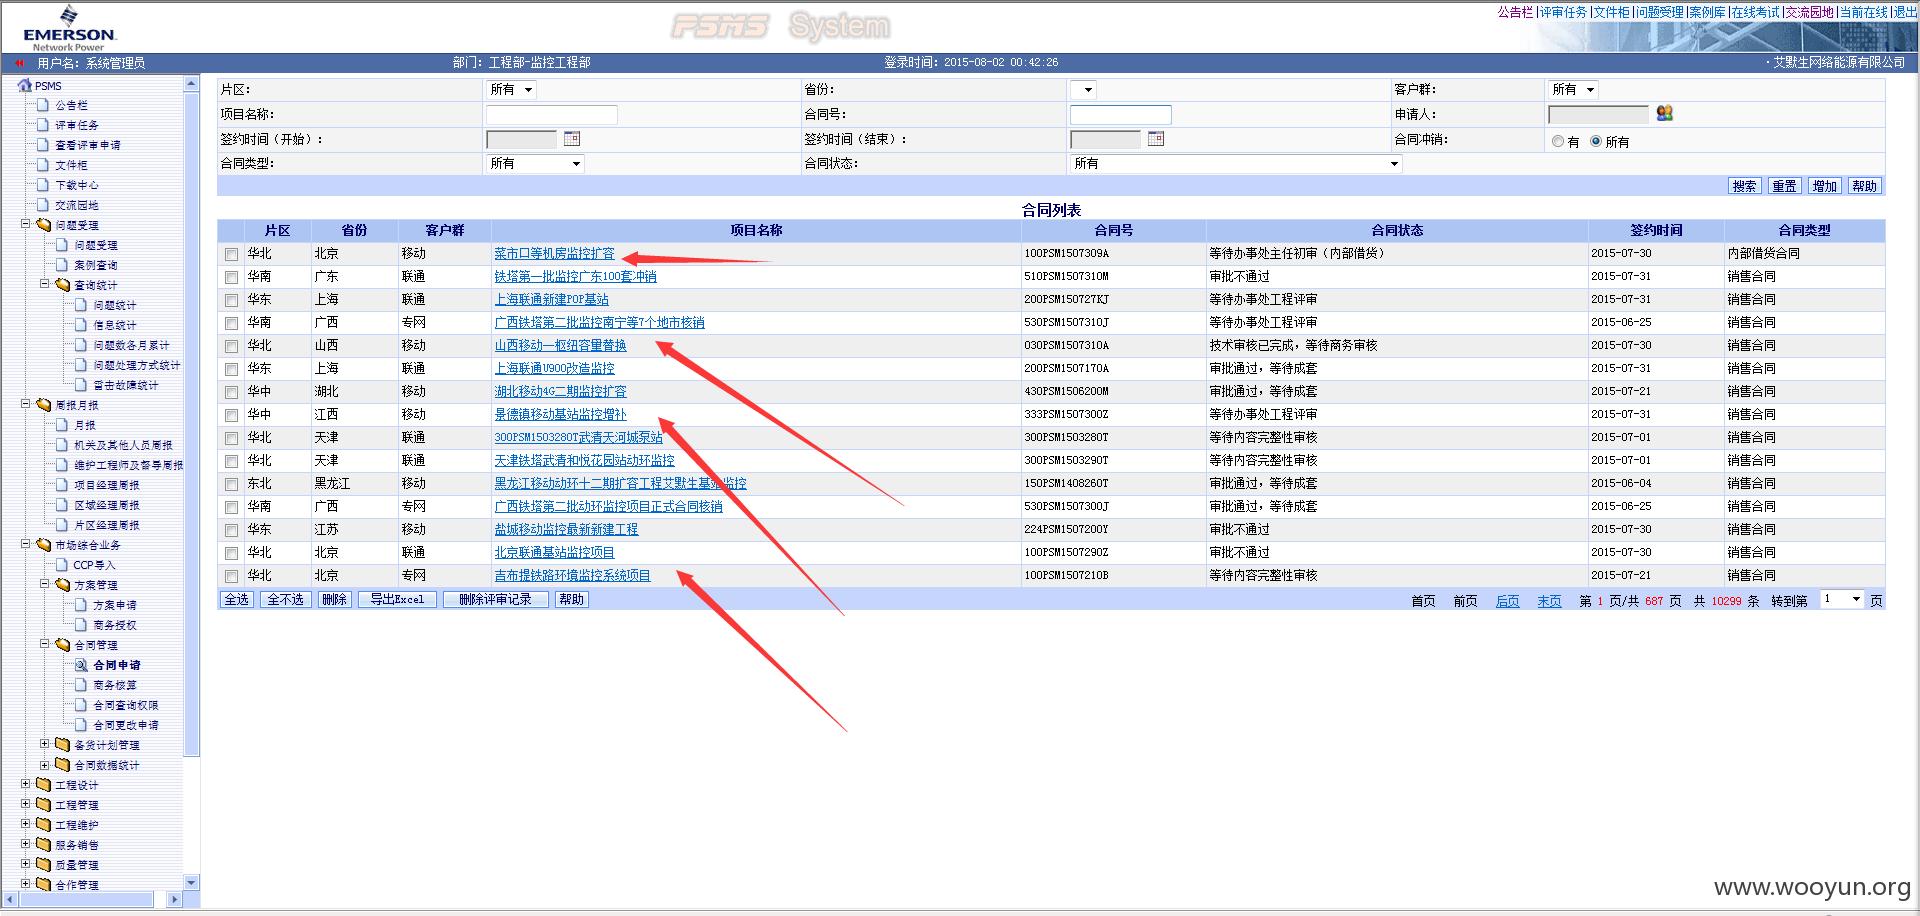 EMERSON
Network Power
PSMS System
公告栏|评审任务|文件柜|问题受理|案例库|在线考试|交流园地|当前在线|退出
用户名：系统管理员 部门：工程部-监控工程部 登录时间：2015-08-02 00:42:26 ·艾默生网络能源有限公司
PSMS
公告栏
评审任务
查看评审申请
文件柜
下载中心
交流园地
问题受理
问题受理
案例查询
查询统计
问题统计
信息统计
问题数各月累计
问题处理方式统计
雷击故障统计
周报月报
月报
机关及其他人员周报
维护工程师及督导周报
项目经理周报
区域经理周报
片区经理周报
市场综合业务
CCP导入
方案管理
方案申请
商务授权
合同管理
合同申请
商务核算
合同查询权限
合同更改申请
备货计划管理
合同数据统计
工程设计
工程管理
工程维护
服务销售
质量管理
合作管理
片区： 所有 省份： 客户群： 所有
项目名称： 合同号： 申请人：
签约时间（开始）： 签约时间（结束）： 合同冲销： 有 所有
合同类型： 所有 合同状态： 所有
搜索 重置 增加 帮助
合同列表
片区 省份 客户群 项目名称 合同号 合同状态 签约时间 合同类型
华北 北京 移动 菜市口等机房监控扩容 100PSM1507309A 等待办事处主任初审（内部借货） 2015-07-30 内部借货合同
华南 广东 联通 铁塔第一批监控广东100套冲销 510PSM1507310M 审批不通过 2015-07-31 销售合同
华东 上海 联通 上海联通新建POP基站 200PSM150727KJ 等待办事处工程评审 2015-07-31 销售合同
华南 广西 专网 广西铁塔第二批监控南宁等7个地市核销 530PSM1507310J 等待办事处工程评审 2015-06-25 销售合同
华北 山西 移动 山西移动一枢纽容量替换 030PSM1507310A 技术审核已完成，等待商务审核 2015-07-30 销售合同
华东 上海 联通 上海联通U900改造监控 200PSM1507170A 审批通过，等待成套 2015-07-31 销售合同
华中 湖北 移动 湖北移动4G二期监控扩容 430PSM1506200M 审批通过，等待成套 2015-07-21 销售合同
华中 江西 移动 景德镇移动基站监控增补 333PSM1507300Z 等待办事处工程评审 2015-07-31 销售合同
华北 天津 联通 300PSM1503280T武清天河城泵站 300PSM1503280T 等待内容完整性审核 2015-07-01 销售合同
华北 天津 联通 天津铁塔武清和悦花园站动环监控 300PSM1503290T 等待内容完整性审核 2015-07-01 销售合同
东北 黑龙江 移动 黑龙江移动动环十二期扩容工程艾默生基站监控 150PSM1408260T 审批通过，等待成套 2015-06-04 销售合同
华南 广西 专网 广西铁塔第二批动环监控项目正式合同核销 530PSM1507300J 审批通过，等待成套 2015-06-25 销售合同
华东 江苏 移动 盐城移动监控最新新建工程 224PSM1507200Y 审批不通过 2015-07-30 销售合同
华北 北京 联通 北京联通基站监控项目 100PSM1507290Z 审批不通过 2015-07-30 销售合同
华北 北京 专网 吉布提铁路环境监控系统项目 100PSM1507210B 等待内容完整性审核 2015-07-21 销售合同
全选 全不选 删除 导出Excel 删除评审记录 帮助 首页 前页 后页 末页 第 1 页/共 687 页 共 10299 条 转到第 1 页
www.wooyun.org